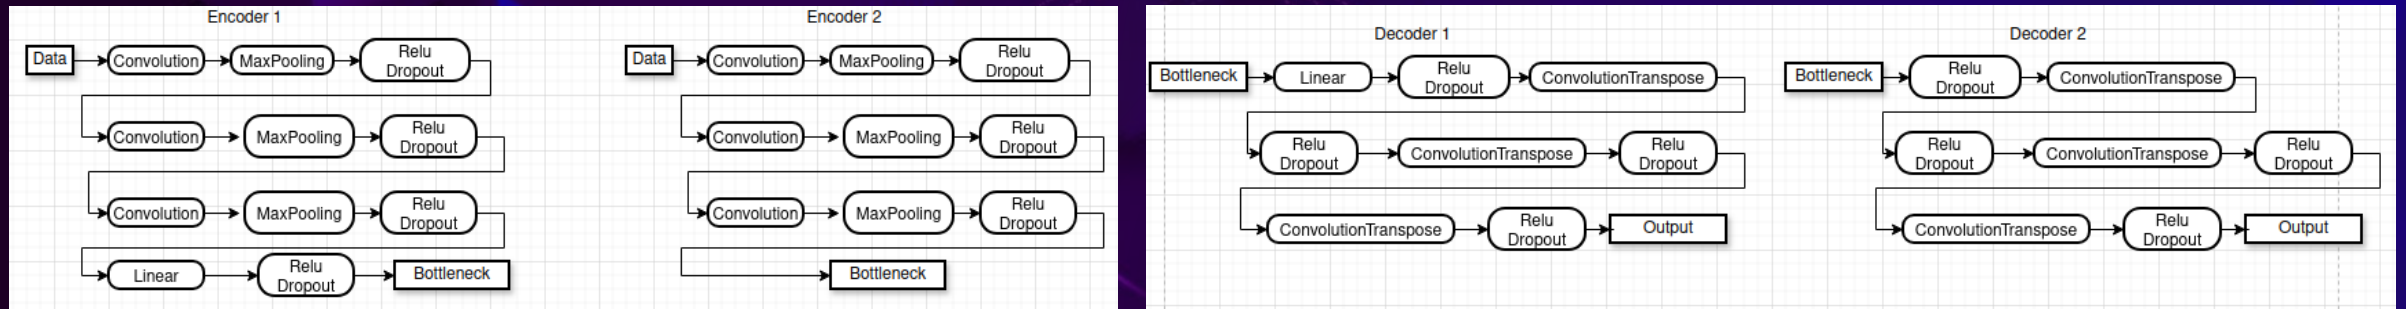 Encoder 1
Data
Convolution
MaxPooling
Relu
Dropout
Convolution
MaxPooling
Relu
Dropout
Convolution
MaxPooling
Relu
Dropout
Linear
Relu
Dropout
Bottleneck
Encoder 2
Data
Convolution
MaxPooling
Relu
Dropout
Convolution
MaxPooling
Relu
Dropout
Convolution
MaxPooling
Relu
Dropout
Bottleneck
Decoder 1
Bottleneck
Linear
Relu
Dropout
ConvolutionTranspose
Relu
Dropout
ConvolutionTranspose
Relu
Dropout
ConvolutionTranspose
Relu
Dropout
Output
Decoder 2
Bottleneck
Relu
Dropout
ConvolutionTranspose
Relu
Dropout
ConvolutionTranspose
Relu
Dropout
ConvolutionTranspose
Relu
Dropout
Output